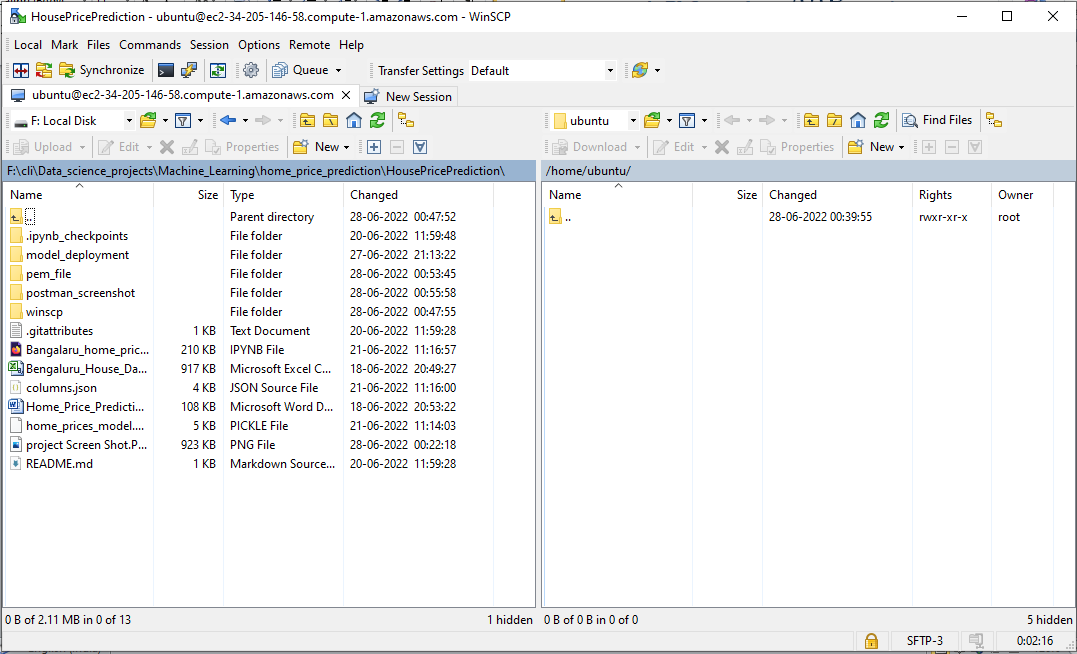 HousePricePrediction - ubuntu@ec2-34-205-146-58.compute-1.amazonaws.com - WinSCP
Local Mark Files Commands Session Options Remote Help
Synchronize Queue Transfer Settings Default
ubuntu@ec2-34-205-146-58.compute-1.amazonaws.com New Session
F: Local Disk ubuntu Find Files
Upload Edit Properties New Download Edit Properties New
F:\cli\Data_science_projects\Machine_Learning\home_price_prediction\HousePricePrediction\ /home/ubuntu/
Name Size Type Changed Name Size Changed Rights Owner
.. Parent directory 28-06-2022 00:47:52 .. 28-06-2022 00:39:55 rwxr-xr-x root
.ipynb_checkpoints File folder 20-06-2022 11:59:48
model_deployment File folder 27-06-2022 21:13:22
pem_file File folder 28-06-2022 00:53:45
postman_screenshot File folder 28-06-2022 00:55:58
winscp File folder 28-06-2022 00:47:55
.gitattributes 1 KB Text Document 20-06-2022 11:59:28
Bangalaru_home_pric... 210 KB IPYNB File 21-06-2022 11:16:57
Bengaluru_House_Da... 917 KB Microsoft Excel C... 18-06-2022 20:49:27
columns.json 4 KB JSON Source File 21-06-2022 11:16:00
Home_Price_Predicti... 108 KB Microsoft Word D... 18-06-2022 20:53:22
home_prices_model.... 5 KB PICKLE File 21-06-2022 11:14:03
project Screen Shot.P... 923 KB PNG File 28-06-2022 00:22:18
README.md 1 KB Markdown Source... 20-06-2022 11:59:28
0 B of 2.11 MB in 0 of 13 1 hidden 0 B of 0 B in 0 of 0 5 hidden
SFTP-3 0:02:16